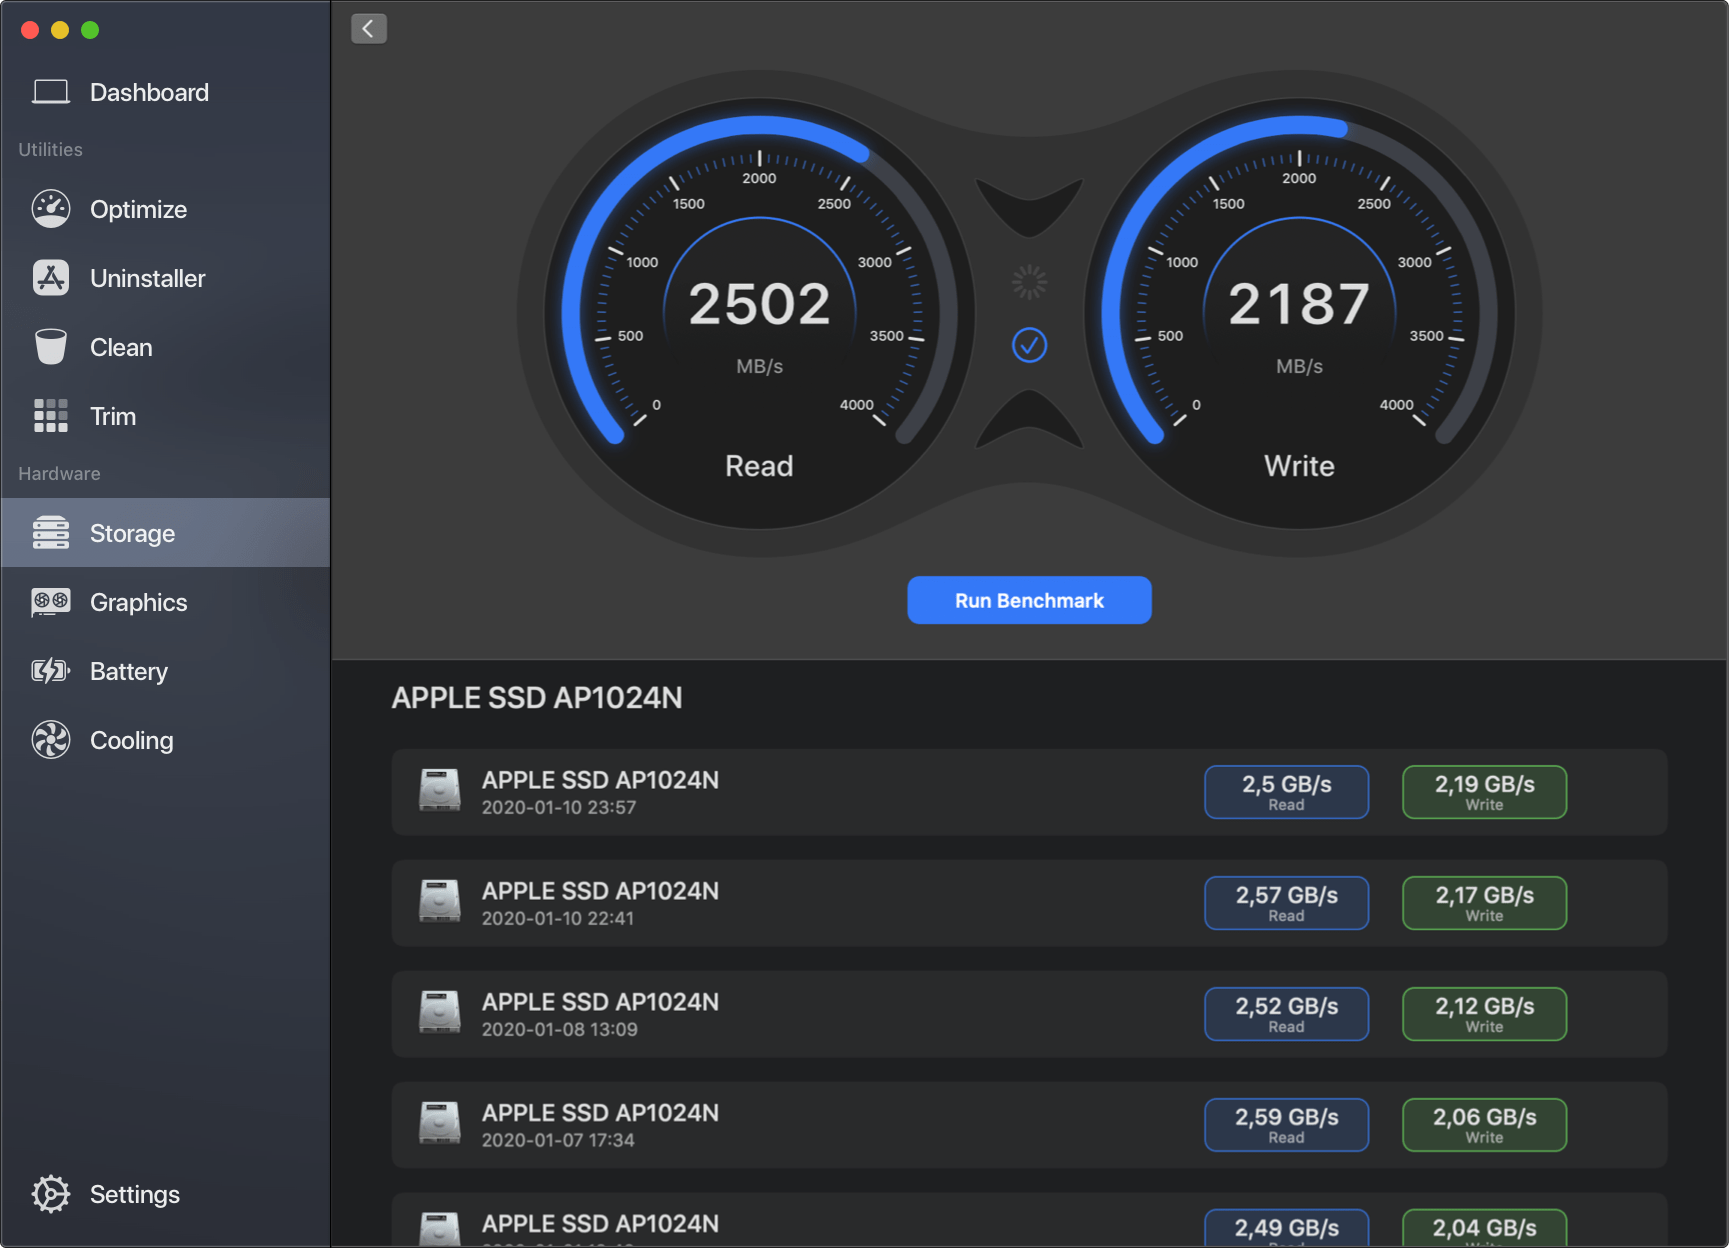 Dashboard
Utilities
Optimize
Uninstaller
Clean
Trim
Hardware
Storage
Graphics
Battery
Cooling
Settings
0
500
1000
1500
2000
2500
3000
3500
4000
2502
MB/s
Read
0
500
1000
1500
2000
2500
3000
3500
4000
2187
MB/s
Write
Run Benchmark
APPLE SSD AP1024N
APPLE SSD AP1024N
2020-01-10 23:57
2,5 GB/s
Read
2,19 GB/s
Write
APPLE SSD AP1024N
2020-01-10 22:41
2,57 GB/s
Read
2,17 GB/s
Write
APPLE SSD AP1024N
2020-01-08 13:09
2,52 GB/s
Read
2,12 GB/s
Write
APPLE SSD AP1024N
2020-01-07 17:34
2,59 GB/s
Read
2,06 GB/s
Write
APPLE SSD AP1024N
2,49 GB/s
Read
2,04 GB/s
Write